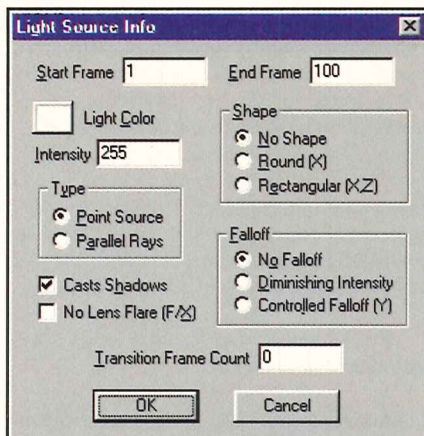 Light Source Info
Start Frame 1 End Frame 100
Light Color
Intensity 255
Type
Point Source
Parallel Rays
Casts Shadows
No Lens Flare (F/X)
Shape
No Shape
Round (X)
Rectangular (X,Z)
Falloff
No Falloff
Diminishing Intensity
Controlled Falloff (Y)
Transition Frame Count 0
OK Cancel